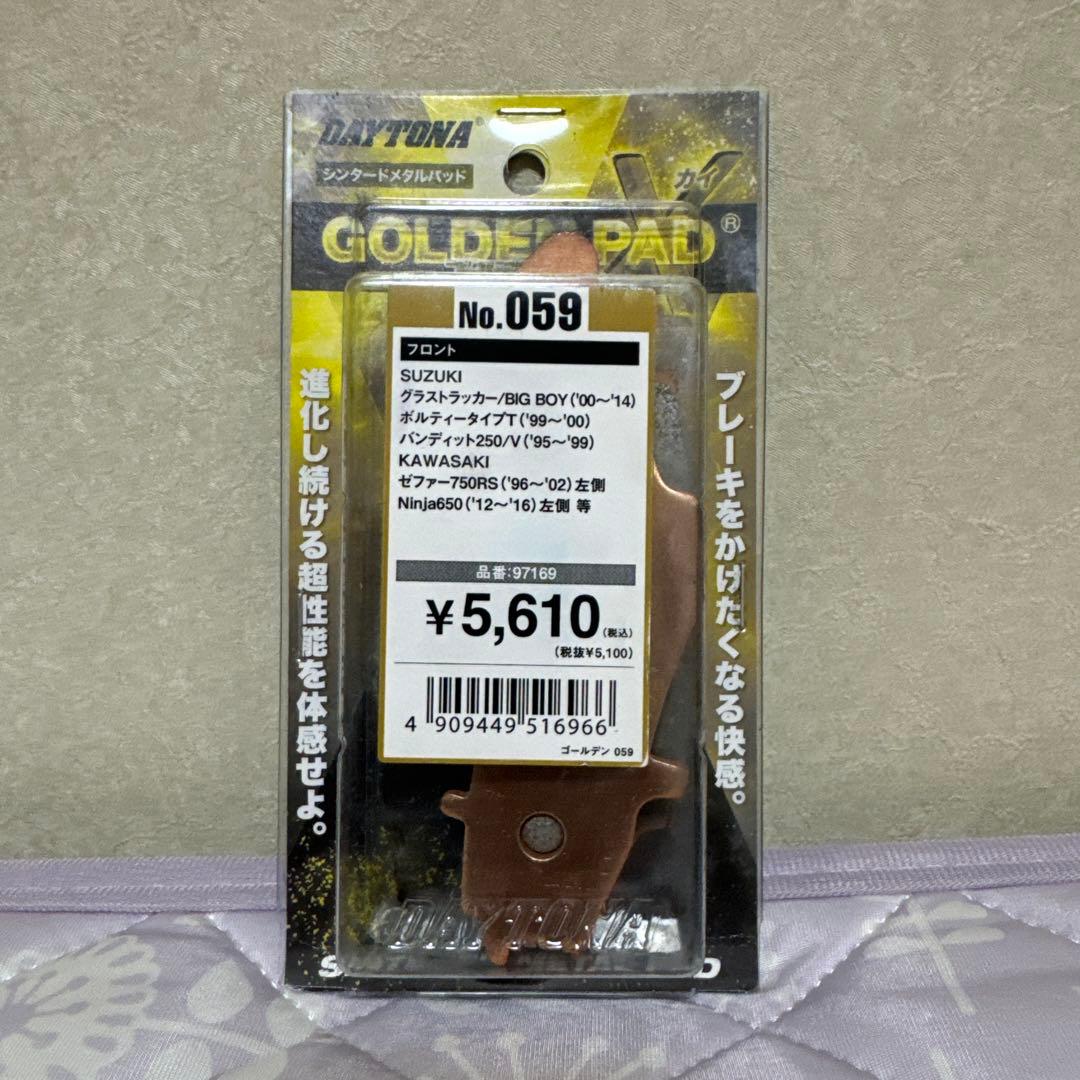 DAYTONA®
シンタードメタルパッド
カイ
GOLDEN PAD®
No.059
フロント
SUZUKI
グラストラッカー/BIG BOY('00〜'14)
ボルティータイプT('99〜'00)
バンディット250/V('95〜'99)
KAWASAKI
ゼファー750RS('96〜'02)左側
Ninja650('12〜'16)左側 等
品番:97169
¥5,610(税込)
(税抜¥5,100)
4 909449 516966
ゴールデン 059
ブレーキをかけたくなる快感。
進化し続ける超性能を体感せよ。
DAYTONA